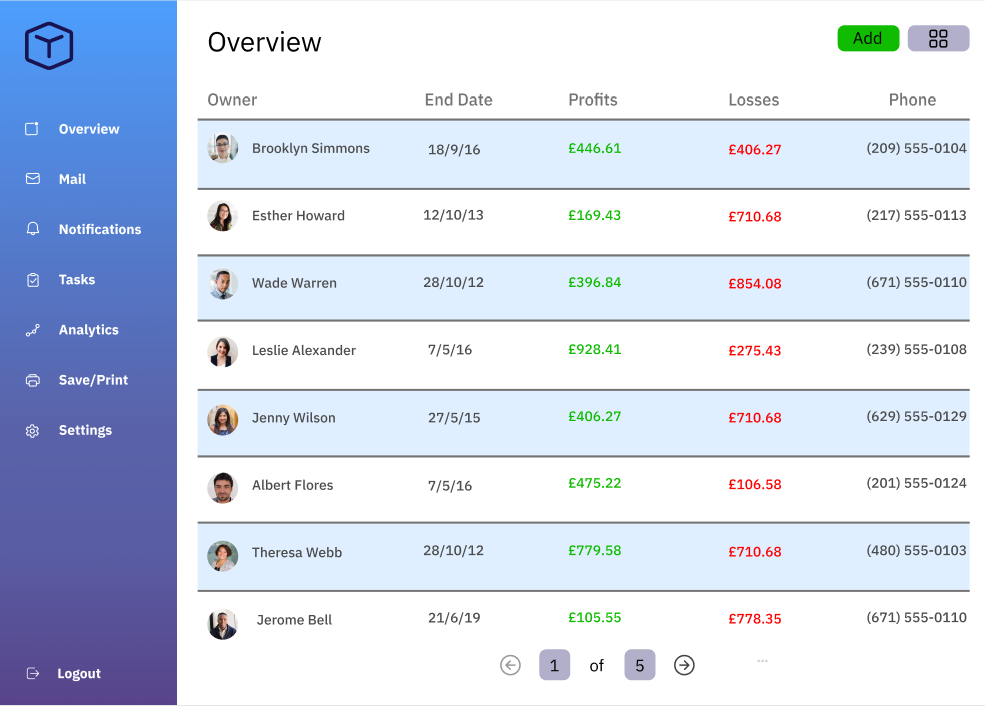 Overview
Add
Owner End Date Profits Losses Phone
Overview
Brooklyn Simmons 18/9/16 £446.61 £406.27 (209) 555-0104
Mail
Esther Howard 12/10/13 £169.43 £710.68 (217) 555-0113
Notifications
Wade Warren 28/10/12 £396.84 £854.08 (671) 555-0110
Tasks
Analytics
Leslie Alexander 7/5/16 £928.41 £275.43 (239) 555-0108
Save/Print
Jenny Wilson 27/5/15 £406.27 £710.68 (629) 555-0129
Settings
Albert Flores 7/5/16 £475.22 £106.58 (201) 555-0124
Theresa Webb 28/10/12 £779.58 £710.68 (480) 555-0103
Jerome Bell 21/6/19 £105.55 £778.35 (671) 555-0110
1 of 5 ...
Logout